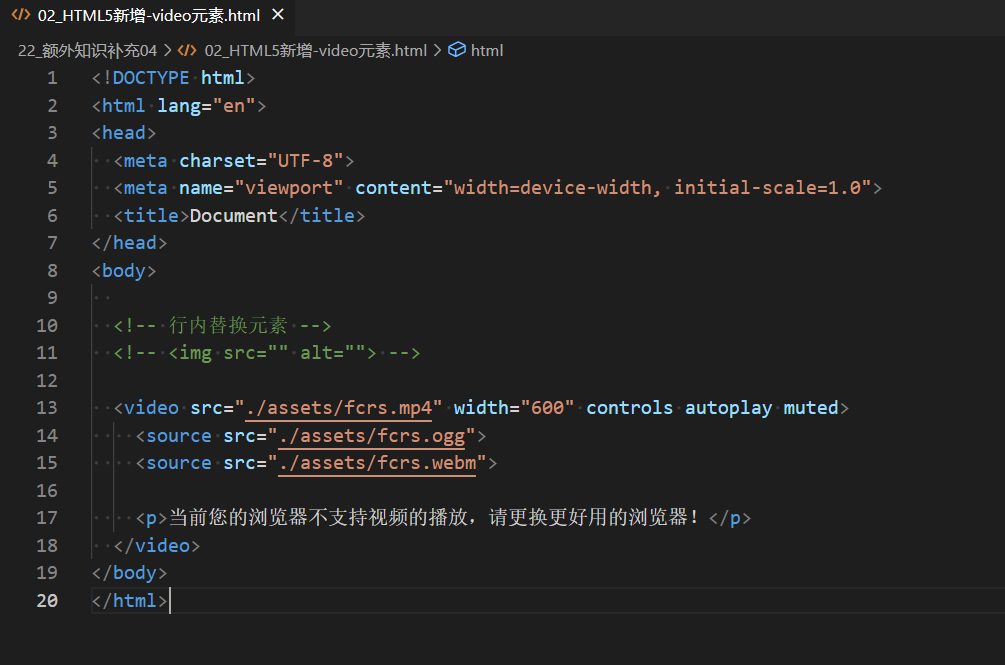 02_HTML5新增-video元素.html
22_额外知识补充04 > 02_HTML5新增-video元素.html > html
1 <!DOCTYPE html>
2 <html lang="en">
3 <head>
4   <meta charset="UTF-8">
5   <meta name="viewport" content="width=device-width, initial-scale=1.0">
6   <title>Document</title>
7 </head>
8 <body>
9
10   <!-- 行内替换元素 -->
11   <!-- <img src="" alt=""> -->
12
13   <video src="./assets/fcrs.mp4" width="600" controls autoplay muted>
14     <source src="./assets/fcrs.ogg">
15     <source src="./assets/fcrs.webm">
16
17     <p>当前您的浏览器不支持视频的播放，请更换更好用的浏览器！</p>
18   </video>
19 </body>
20 </html>